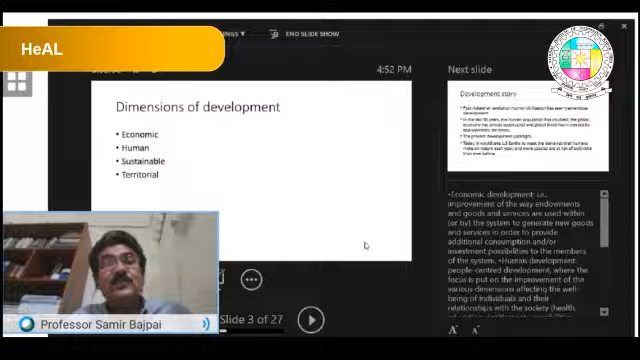 HeAL
NGS ▼
END SLIDE SHOW
4:52 PM
Next slide
Dimensions of development
• Economic
• Human
• Sustainable
• Territorial
Development story
•Economic development: i.e.,
improvement of the way endowments
and goods and services are used within
(or by) the system to generate new goods
and services in order to provide
additional consumption and/or
investment possibilities to the members
of the system. •Human development:
people-centred development, where the
focus is put on the improvement of the
various dimensions affecting the well-
being of individuals and their
relationships with the society (health,
Slide 3 of 27
Professor Samir Bajpai
A A